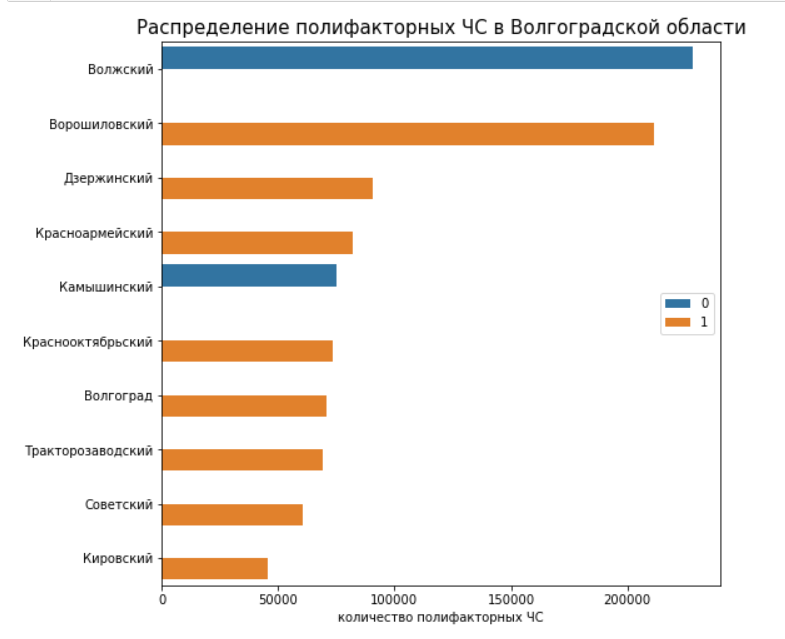 Распределение полифакторных ЧС в Волгоградской области
Волжский
Ворошиловский
Дзержинский
Красноармейский
Камышинский
Краснооктябрьский
Волгоград
Тракторозаводский
Советский
Кировский
0
1
0
50000
100000
150000
200000
количество полифакторных ЧС